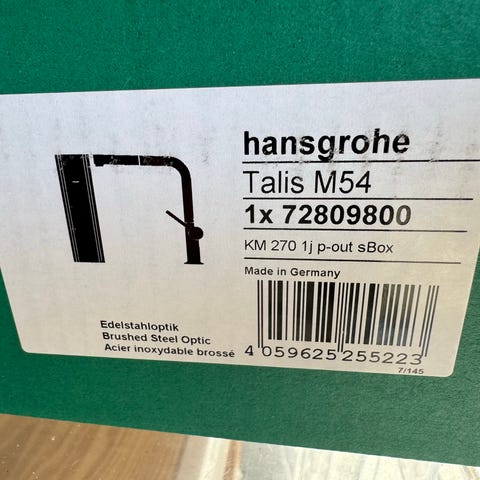 hansgrohe
Talis M54
1x 72809800
KM 270 1j p-out sBox
Made in Germany
Edelstahloptik
Brushed Steel Optic
Acier inoxydable brossé
4 059625 255223
7/145